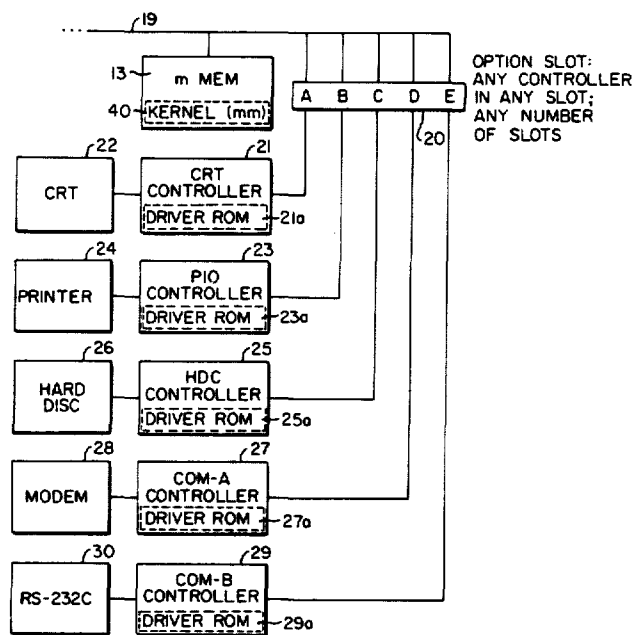 19
13
m MEM
40
KERNEL (mm)
A B C D E
20
OPTION SLOT:
ANY CONTROLLER
IN ANY SLOT;
ANY NUMBER
OF SLOTS
22
CRT
21
CRT
CONTROLLER
DRIVER ROM
21a
24
PRINTER
23
PIO
CONTROLLER
DRIVER ROM
23a
26
HARD
DISC
25
HDC
CONTROLLER
DRIVER ROM
25a
28
MODEM
27
COM-A
CONTROLLER
DRIVER ROM
27a
30
RS-232C
29
COM-B
CONTROLLER
DRIVER ROM
29a